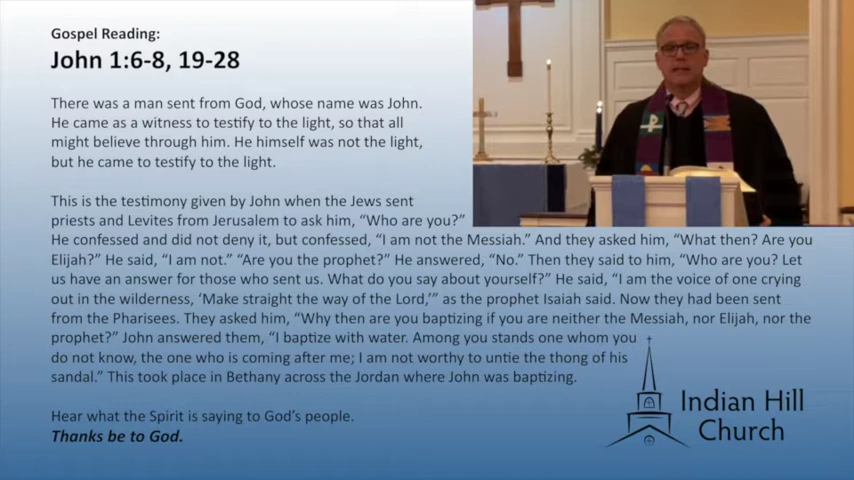 Gospel Reading:
John 1:6-8, 19-28
There was a man sent from God, whose name was John.
He came as a witness to testify to the light, so that all
might believe through him. He himself was not the light,
but he came to testify to the light.
This is the testimony given by John when the Jews sent
priests and Levites from Jerusalem to ask him, “Who are you?”
He confessed and did not deny it, but confessed, “I am not the Messiah.” And they asked him, “What then? Are you
Elijah?” He said, “I am not.” “Are you the prophet?” He answered, “No.” Then they said to him, “Who are you? Let
us have an answer for those who sent us. What do you say about yourself?” He said, “I am the voice of one crying
out in the wilderness, ‘Make straight the way of the Lord,’” as the prophet Isaiah said. Now they had been sent
from the Pharisees. They asked him, “Why then are you baptizing if you are neither the Messiah, nor Elijah, nor the
prophet?” John answered them, “I baptize with water. Among you stands one whom you
do not know, the one who is coming after me; I am not worthy to untie the thong of his
sandal.” This took place in Bethany across the Jordan where John was baptizing.
Hear what the Spirit is saying to God’s people.
Thanks be to God.
Indian Hill
Church